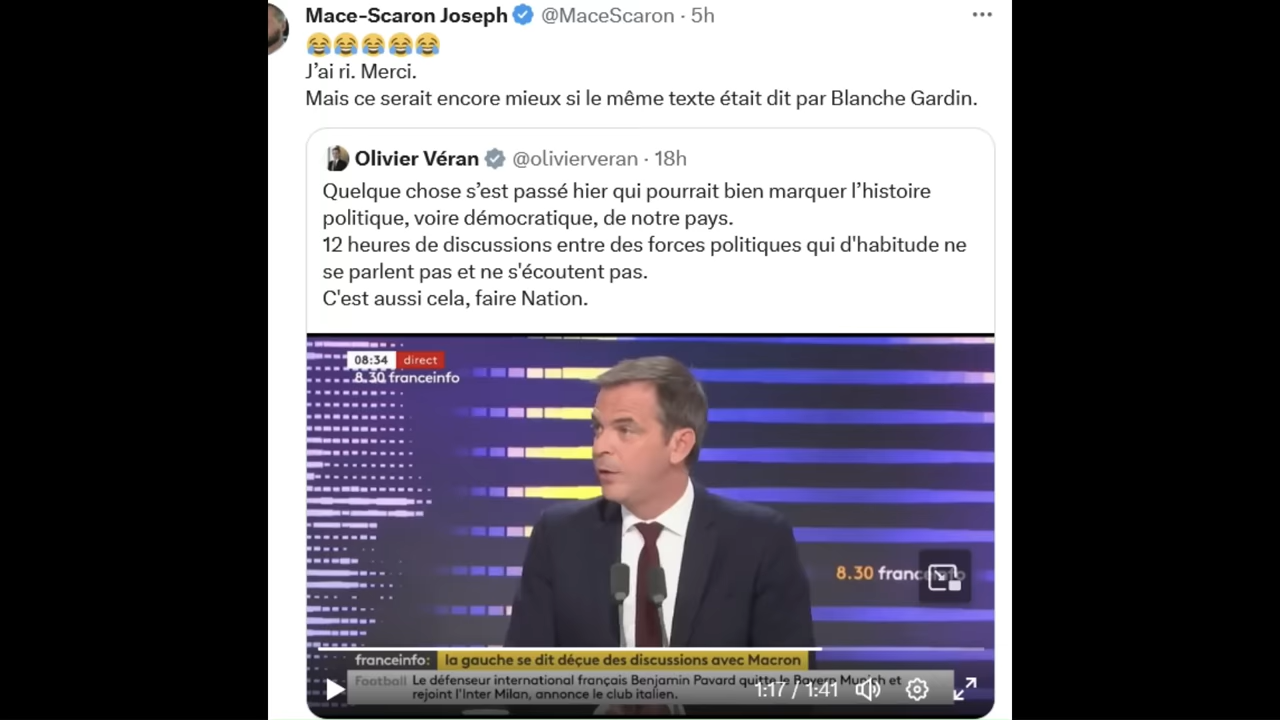 Mace-Scaron Joseph @MaceScaron · 5h
😂😂😂😂😂
J’ai ri. Merci.
Mais ce serait encore mieux si le même texte était dit par Blanche Gardin.
Olivier Véran @olivierveran · 18h
Quelque chose s’est passé hier qui pourrait bien marquer l’histoire
politique, voire démocratique, de notre pays.
12 heures de discussions entre des forces politiques qui d'habitude ne
se parlent pas et ne s'écoutent pas.
C'est aussi cela, faire Nation.
08:34 direct
8.30 franceinfo
8.30 franceinfo
franceinfo: la gauche se dit déçue des discussions avec Macron
Football Le défenseur international français Benjamin Pavard quitte le Bayern Munich et
rejoint l'Inter Milan, annonce le club italien.
1:17 / 1:41